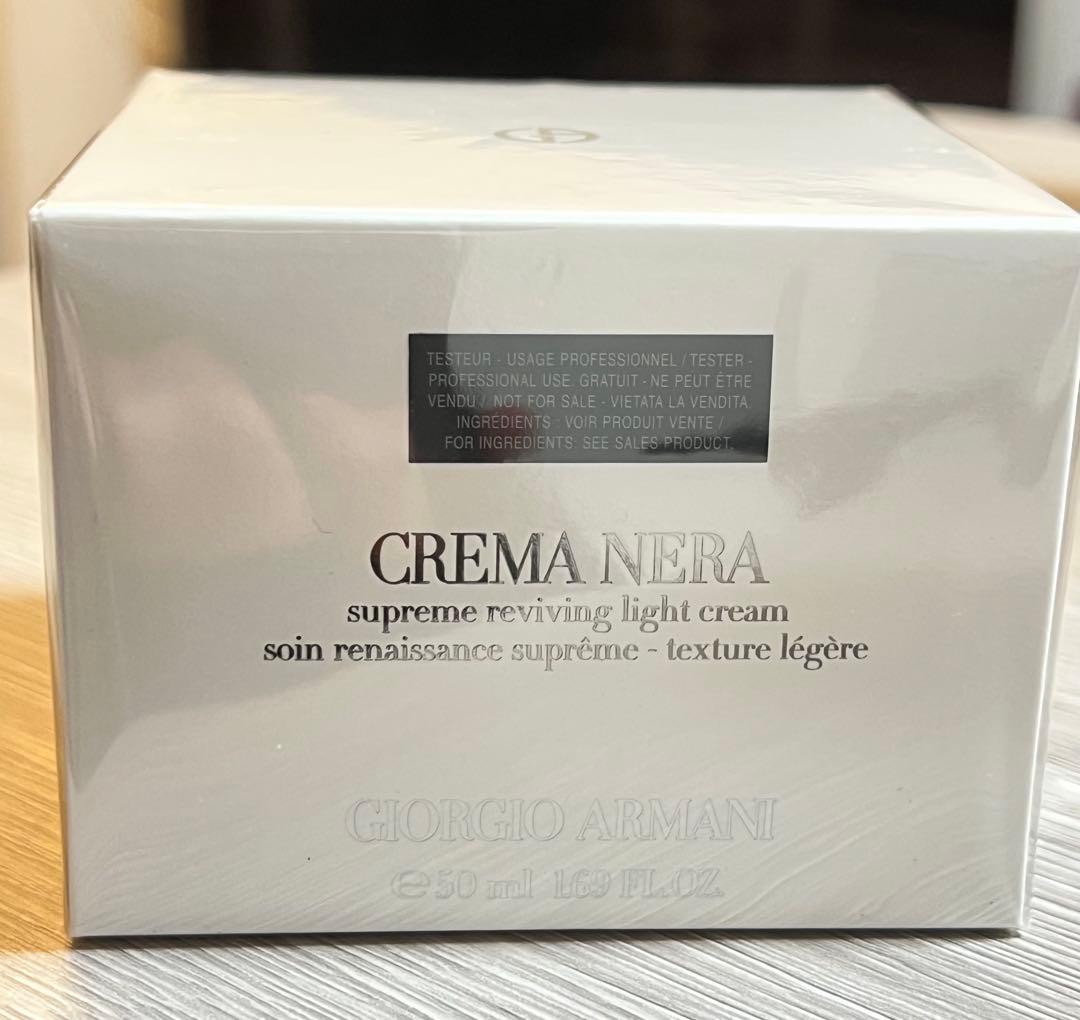 TESTEUR - USAGE PROFESSIONNEL / TESTER -
PROFESSIONAL USE. GRATUIT - NE PEUT ÊTRE
VENDU / NOT FOR SALE - VIETATA LA VENDITA.
INGRÉDIENTS : VOIR PRODUIT VENTE /
FOR INGREDIENTS: SEE SALES PRODUCT.
CREMA NERA
supreme reviving light cream
soin renaissance suprême - texture légère
GIORGIO ARMANI
e 50 ml 1.69 FL.OZ